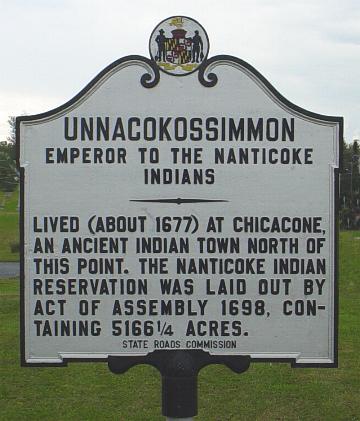 UNNACOKOSSIMMON
EMPEROR TO THE NANTICOKE
INDIANS
LIVED (ABOUT 1677) AT CHICACONE,
AN ANCIENT INDIAN TOWN NORTH OF
THIS POINT. THE NANTICOKE INDIAN
RESERVATION WAS LAID OUT BY
ACT OF ASSEMBLY 1698, CON-
TAINING 5166¼ ACRES.
STATE ROADS COMMISSION